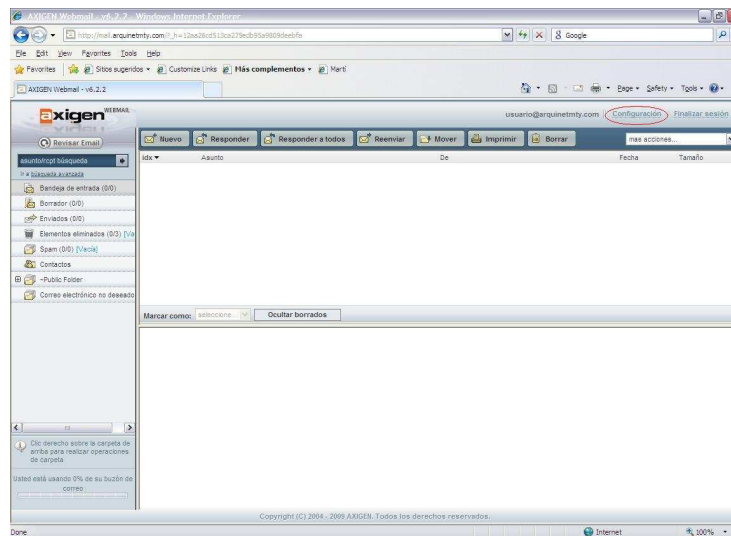 AXIGEN Webmail - v6.2.2 - Windows Internet Explorer
File Edit View Favorites Tools Help
Google
Favorites Sitios sugeridos Customize Links Más complementos Martí
AXIGEN Webmail - v6.2.2
Page Safety Tools
axigen WEBMAIL
usuario@arquinetmty.com Configuración Finalizar sesión
Revisar Email
Nuevo Responder Responder a todos Reenviar Mover Imprimir Borrar mas acciones...
asunto/rcpt búsqueda
Ir a búsqueda avanzada
idx Asunto De Fecha Tamaño
Bandeja de entrada (0/0)
Borrador (0/0)
Enviados (0/0)
Elementos eliminados (0/3) [Va
Spam (0/0) [Vacía]
Contactos
~Public Folder
Correo electrónico no deseado
Marcar como: seleccione... Ocultar borrados
Clic derecho sobre la carpeta de
arriba para realizar operaciones
de carpeta
Usted está usando 0% de su buzón de
correo
Copyright (C) 2004 - 2009 AXIGEN. Todos los derechos reservados.
Done Internet 100%